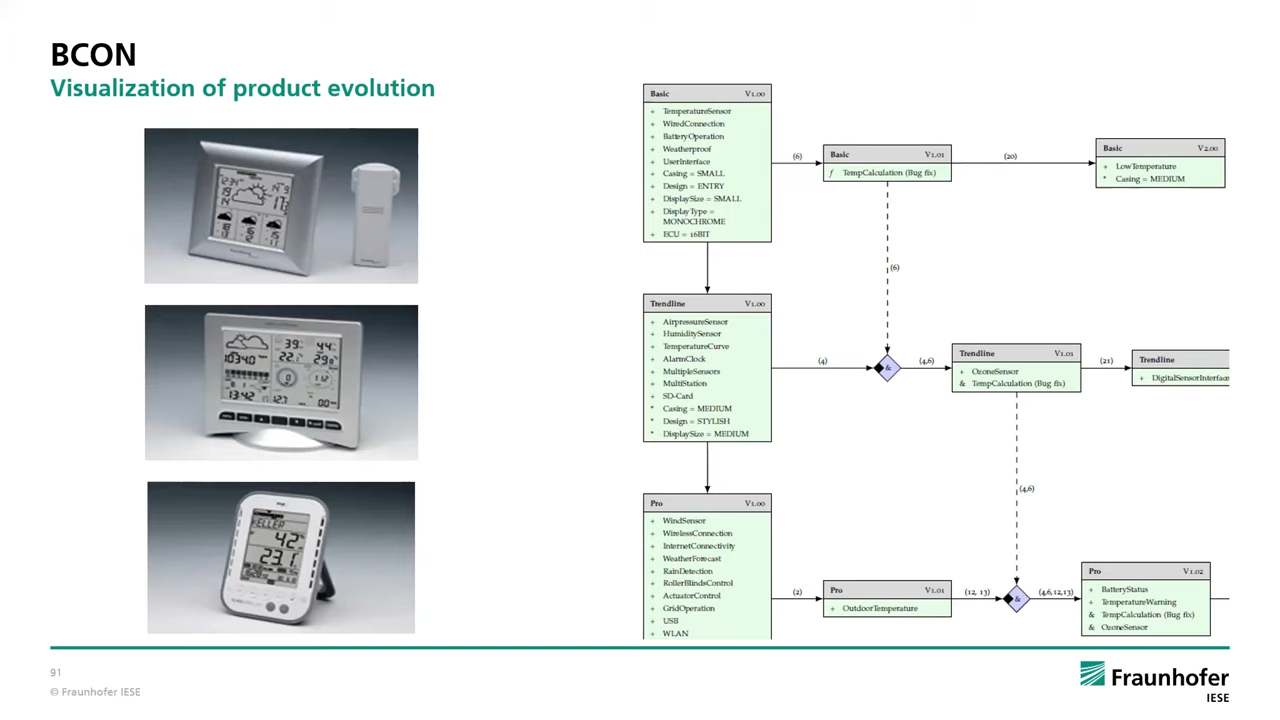 BCON
Visualization of product evolution
Basic V1.00
+ TemperatureSensor
+ WiredConnection
+ BatteryOperation
+ Weatherproof
+ UserInterface
+ Casing = SMALL
+ Design = ENTRY
+ DisplaySize = SMALL
+ DisplayType =
MONOCHROME
+ ECU = 16BIT
(6)
Basic V1.01
f TempCalculation (Bug fix)
(20)
Basic V2.00
+ LowTemperature
* Casing = MEDIUM
(6)
Trendline V1.00
+ AirpressureSensor
+ HumiditySensor
+ TemperatureCurve
+ AlarmClock
+ MultipleSensors
+ MultiStation
+ SD-Card
* Casing = MEDIUM
* Design = STYLISH
* DisplaySize = MEDIUM
(4)
&
(4,6)
Trendline V1.01
+ OzoneSensor
& TempCalculation (Bug fix)
(21)
Trendline
+ DigitalSensorInterface
(4,6)
Pro V1.00
+ WindSensor
+ WirelessConnection
+ InternetConnectivity
+ WeatherForecast
+ RainDetection
+ RollerBlindsControl
+ ActuatorControl
+ GridOperation
+ USB
+ WLAN
(2)
Pro V1.01
+ OutdoorTemperature
(12, 13)
&
(4,6,12,13)
Pro V1.02
+ BatteryStatus
+ TemperatureWarning
& TempCalculation (Bug fix)
& OzoneSensor
KELLER
42
23.1
91
© Fraunhofer IESE
Fraunhofer
IESE